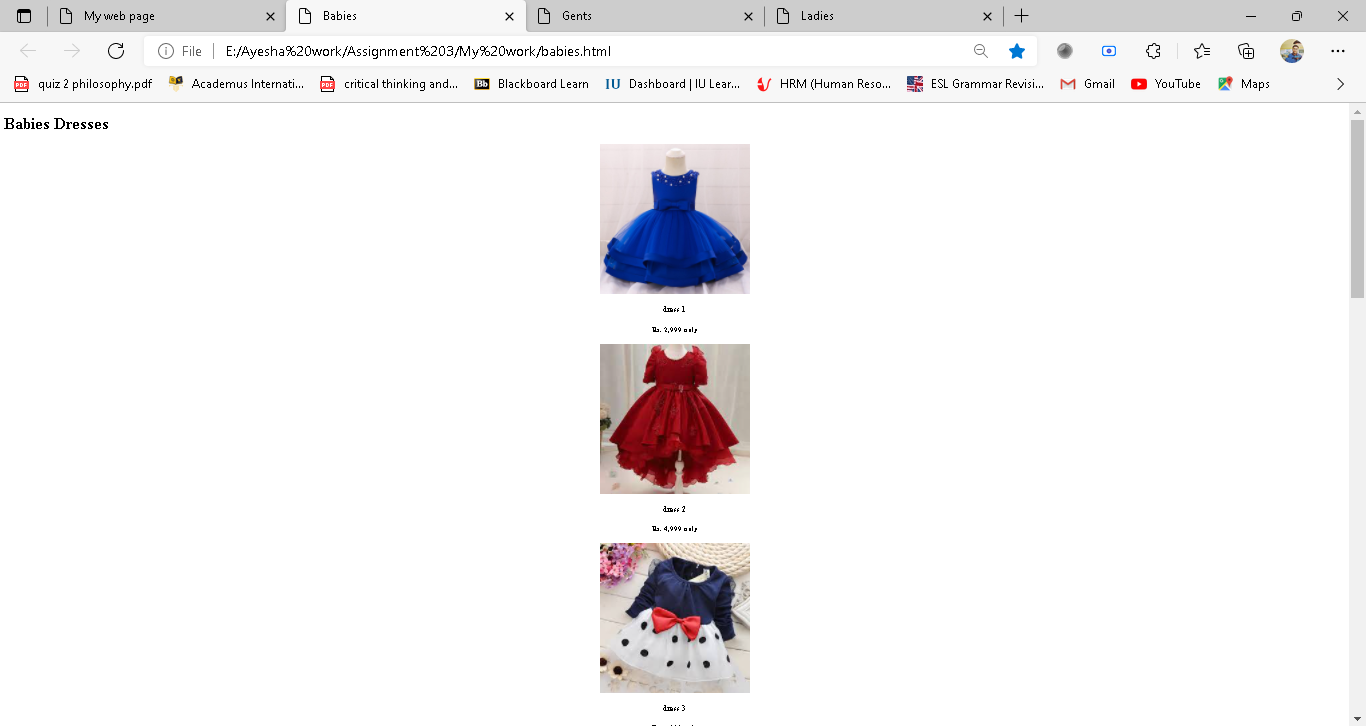 My web page
Babies
Gents
Ladies
File
E:/Ayesha%20work/Assignment%203/My%20work/babies.html
quiz 2 philosophy.pdf
Academus Internati...
critical thinking and...
Bb
Blackboard Learn
IU
Dashboard | IU Lear...
HRM (Human Reso...
ESL Grammar Revisi...
Gmail
YouTube
Maps
Babies Dresses
dress 1
Rs. 2,999 only
dress 2
Rs. 4,999 only
dress 3